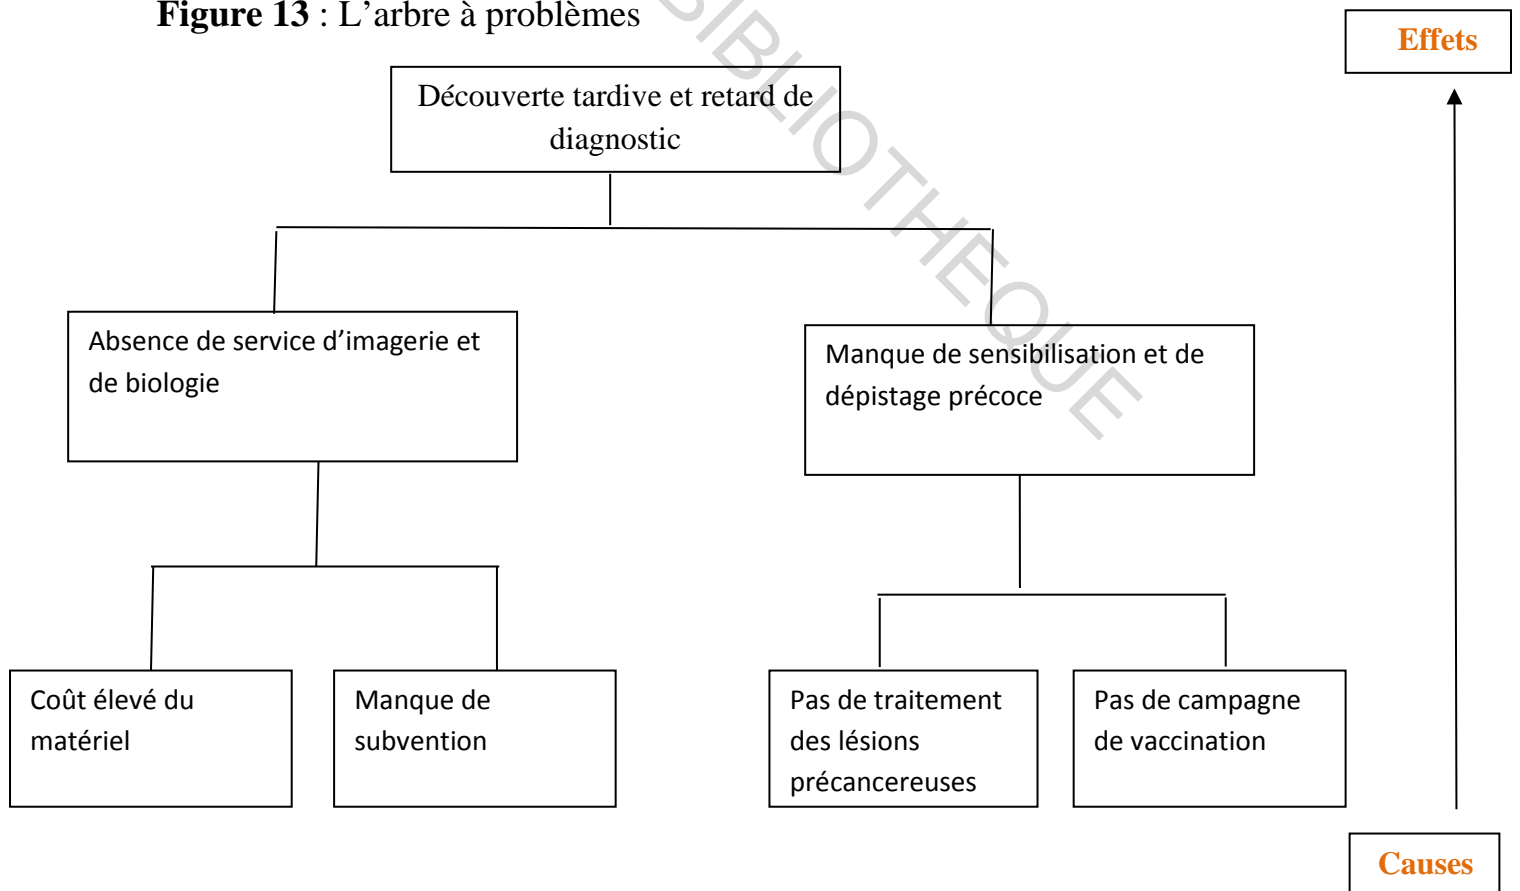 Figure 13 : L’arbre à problèmes
Effets
Découverte tardive et retard de
diagnostic
BIBLIOTHEQUE
Absence de service d’imagerie et
de biologie
Manque de sensibilisation et de
dépistage précoce
Coût élevé du
matériel
Manque de
subvention
Pas de traitement
des lésions
précancereuses
Pas de campagne
de vaccination
Causes